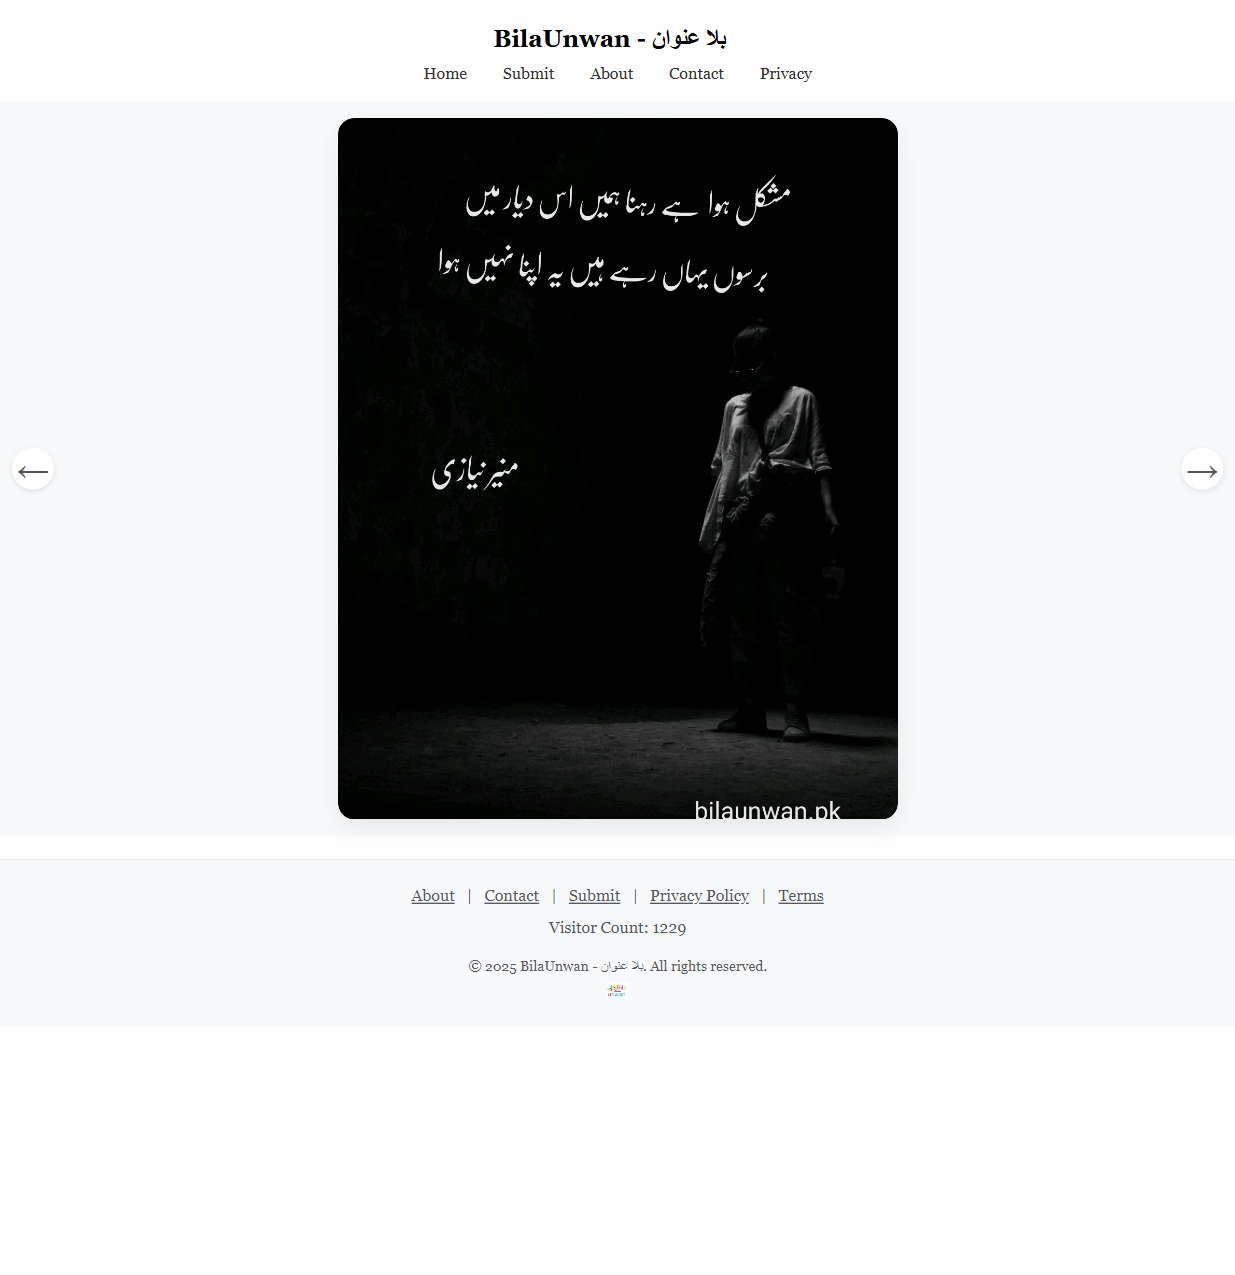 BilaUnwan - بلا عنوان
Home Submit About Contact Privacy
مشکل ہوا ہے رہنا ہمیں اس دیار میں
برسوں یہاں رہے ہیں یہ اپنا نہیں ہوا
منیر نیازی
bilaunwan.pk
←
→
About | Contact | Submit | Privacy Policy | Terms
Visitor Count: 1229
© 2025 BilaUnwan - بلا عنوان. All rights reserved.